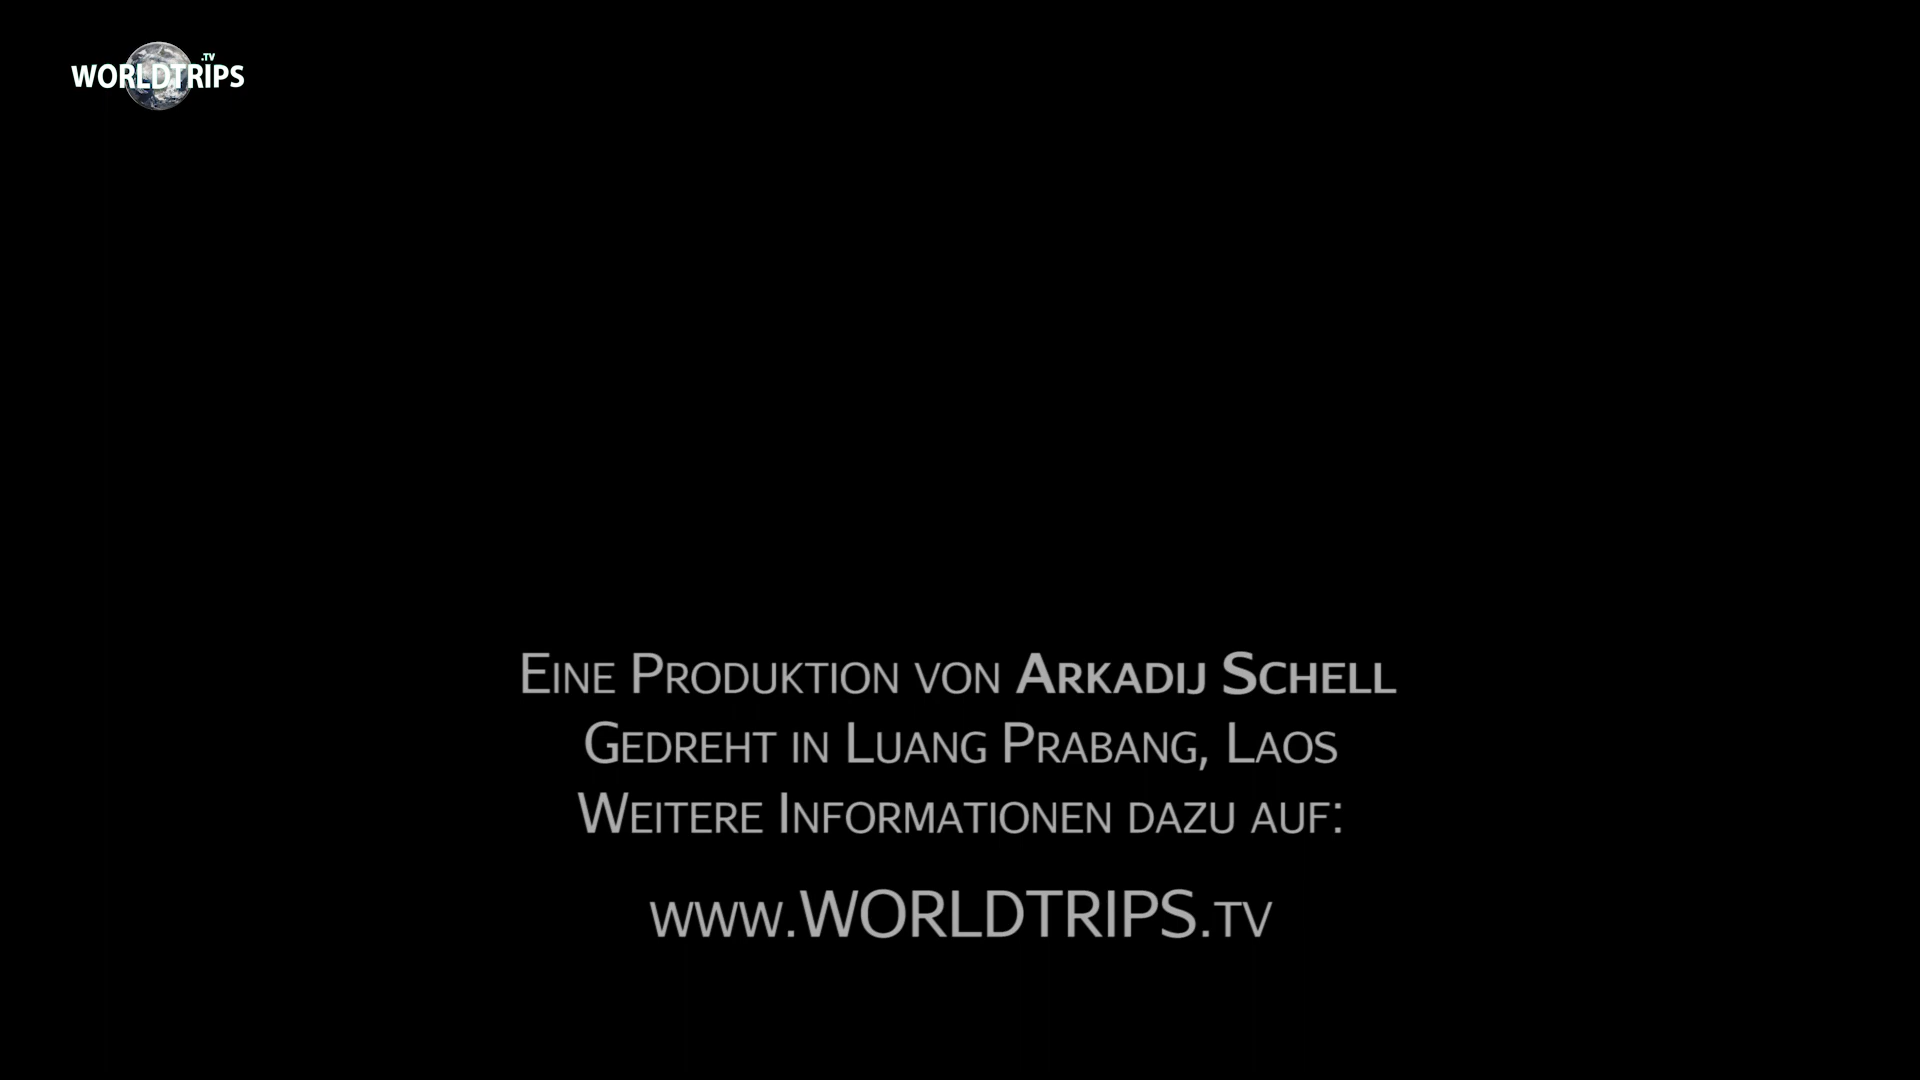 WORLDTRIPS.TV
EINE PRODUKTION VON ARKADIJ SCHELL
GEDREHT IN LUANG PRABANG, LAOS
WEITERE INFORMATIONEN DAZU AUF:
WWW.WORLDTRIPS.TV